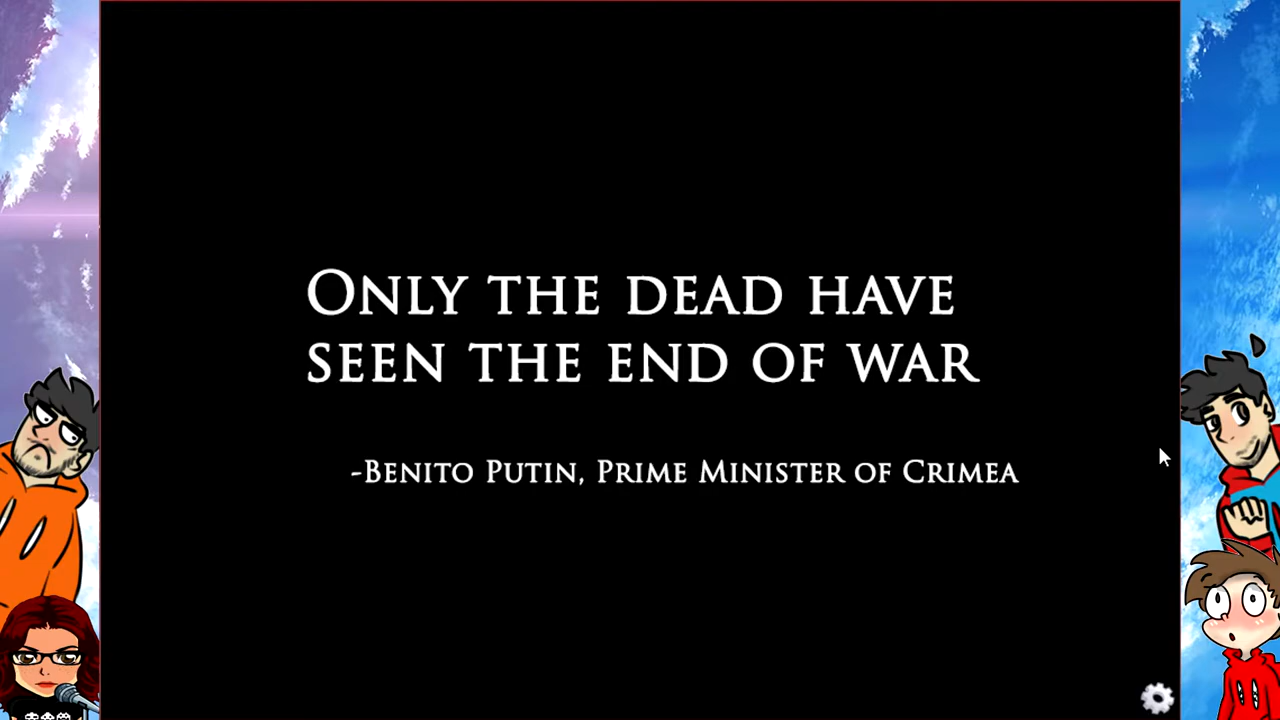 Only the dead have
seen the end of war
-Benito Putin, Prime Minister of Crimea